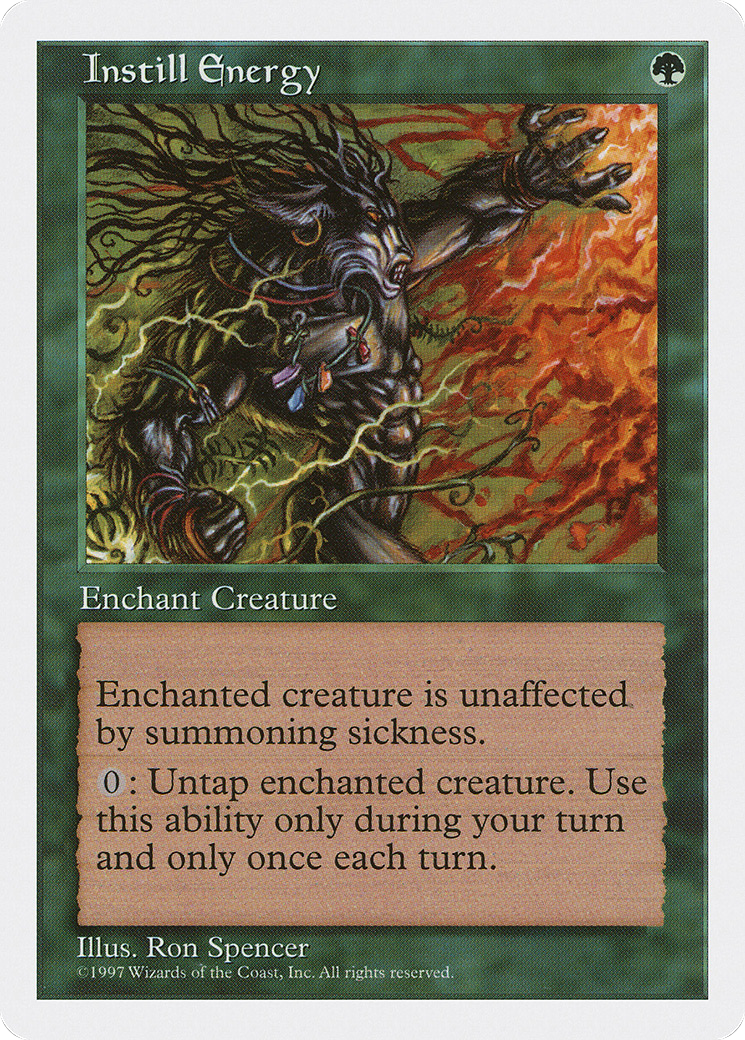 Instill Energy
Enchant Creature
Enchanted creature is unaffected
by summoning sickness.
0: Untap enchanted creature. Use
this ability only during your turn
and only once each turn.
Illus. Ron Spencer
©1997 Wizards of the Coast, Inc. All rights reserved.